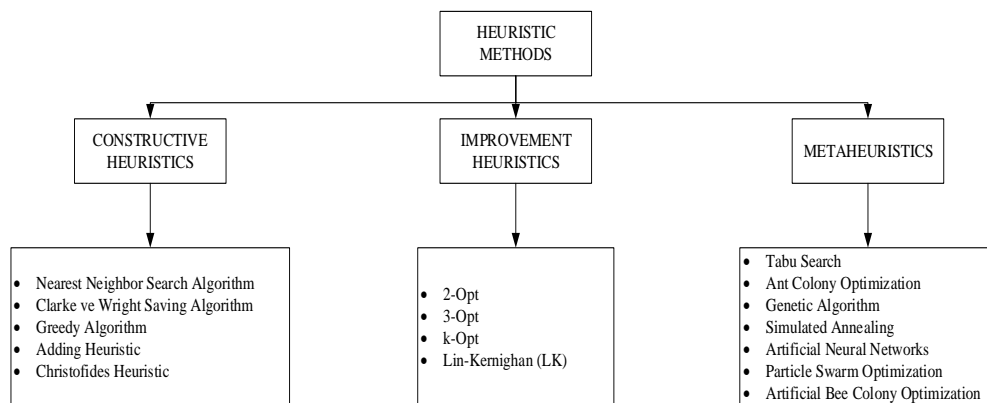 HEURISTIC
METHODS
CONSTRUCTIVE
HEURISTICS
IMPROVEMENT
HEURISTICS
METAHEURISTICS
• Nearest Neighbor Search Algorithm
• Clarke ve Wright Saving Algorithm
• Greedy Algorithm
• Adding Heuristic
• Christofides Heuristic
• 2-Opt
• 3-Opt
• k-Opt
• Lin-Kernighan (LK)
• Tabu Search
• Ant Colony Optimization
• Genetic Algorithm
• Simulated Annealing
• Artificial Neural Networks
• Particle Swarm Optimization
• Artificial Bee Colony Optimization